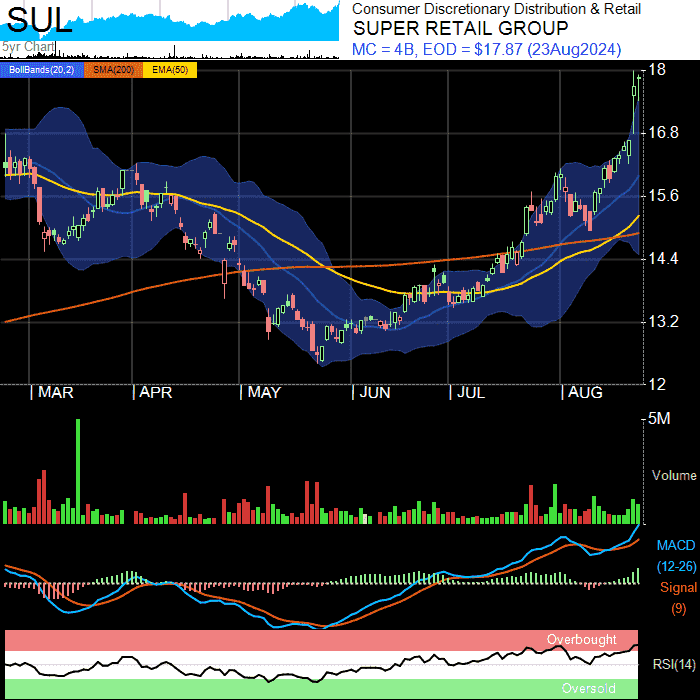 SUL
5yr Chart
Consumer Discretionary Distribution & Retail
SUPER RETAIL GROUP
MC = 4B, EOD = $17.87 (23Aug2024)
BollBands(20,2) SMA(200) EMA(50)
18
16.8
15.6
14.4
13.2
12
| MAR | APR | MAY | JUN | JUL | AUG
5M
Volume
MACD
(12-26)
Signal
(9)
Overbought
RSI(14)
Oversold